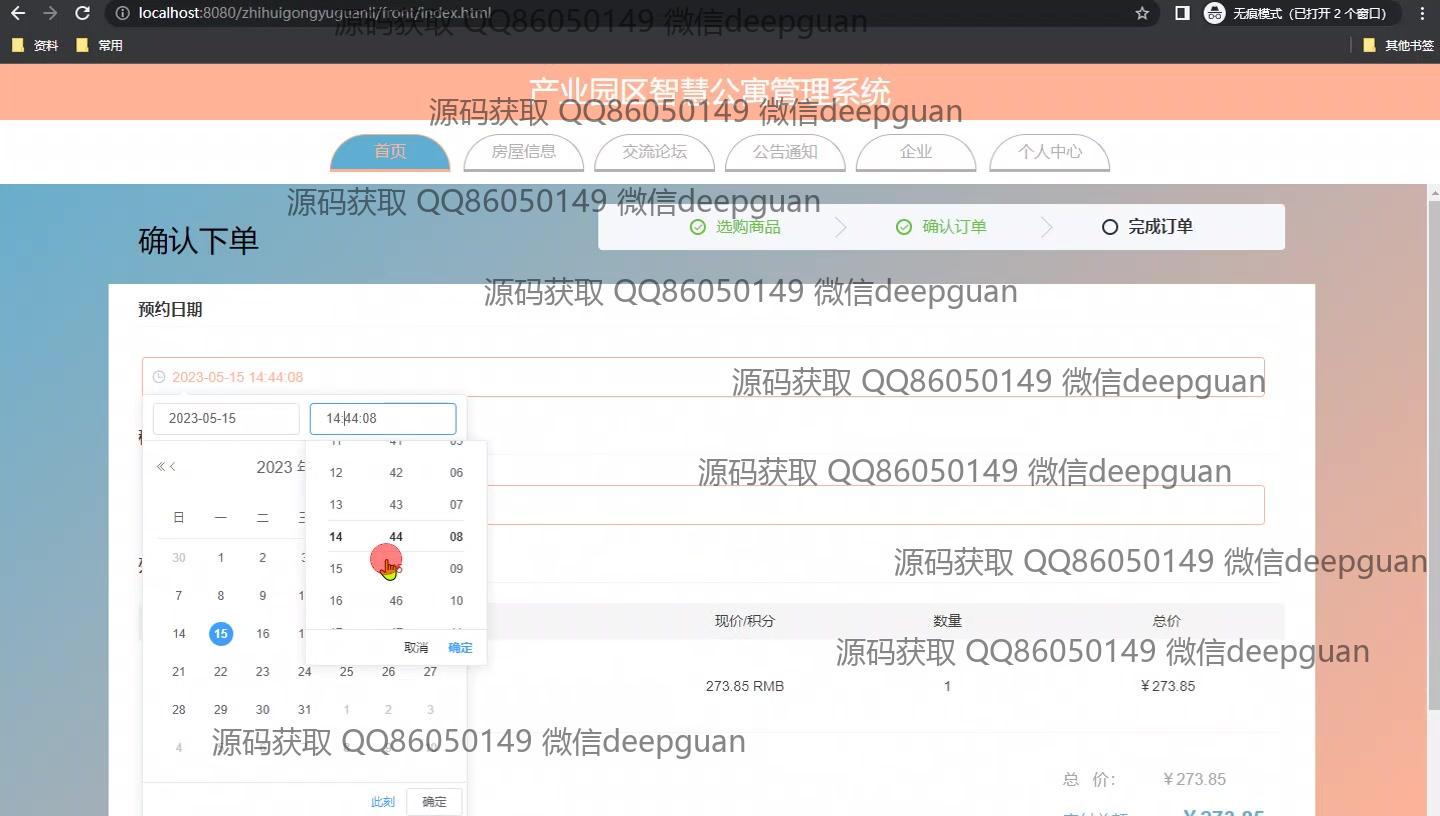 localhost:8080/zhihuigongyuguanli/front/index.html
无痕模式（已打开 2 个窗口）
资料 常用 其他书签
源码获取 QQ86050149 微信deepguan
产业园区智慧公寓管理系统
源码获取 QQ86050149 微信deepguan
首页 房屋信息 交流论坛 公告通知 企业 个人中心
源码获取 QQ86050149 微信deepguan
确认下单
选购商品 确认订单 完成订单
源码获取 QQ86050149 微信deepguan
预约日期
2023-05-15 14:44:08
源码获取 QQ86050149 微信deepguan
2023-05-15 14:44:08
2023 年
源码获取 QQ86050149 微信deepguan
12 42 06
13 43 07
14 44 08
15 09
16 46 10
取消 确定
日 一 二 三
30 1 2
7 8 9
14 15 16
21 22 23 24 25 26 27
28 29 30 31 1 2 3
4
此刻 确定
源码获取 QQ86050149 微信deepguan
现价/积分 数量 总价
源码获取 QQ86050149 微信deepguan
273.85 RMB 1 ￥273.85
源码获取 QQ86050149 微信deepguan
总 价： ￥273.85